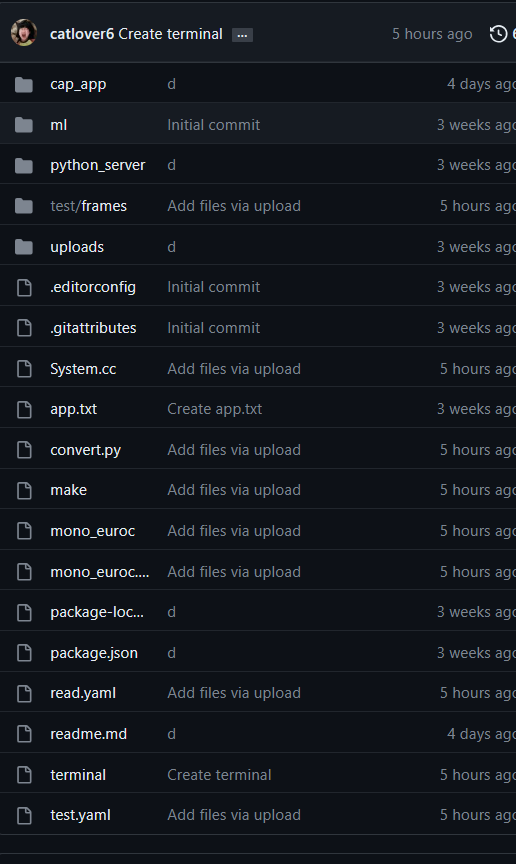 catlover6 Create terminal ... 5 hours ago 6
cap_app d 4 days ago
ml Initial commit 3 weeks ago
python_server d 3 weeks ago
test/frames Add files via upload 5 hours ago
uploads d 3 weeks ago
.editorconfig Initial commit 3 weeks ago
.gitattributes Initial commit 3 weeks ago
System.cc Add files via upload 5 hours ago
app.txt Create app.txt 3 weeks ago
convert.py Add files via upload 5 hours ago
make Add files via upload 5 hours ago
mono_euroc Add files via upload 5 hours ago
mono_euroc.... Add files via upload 5 hours ago
package-loc... d 3 weeks ago
package.json d 3 weeks ago
read.yaml Add files via upload 5 hours ago
readme.md d 4 days ago
terminal Create terminal 5 hours ago
test.yaml Add files via upload 5 hours ago